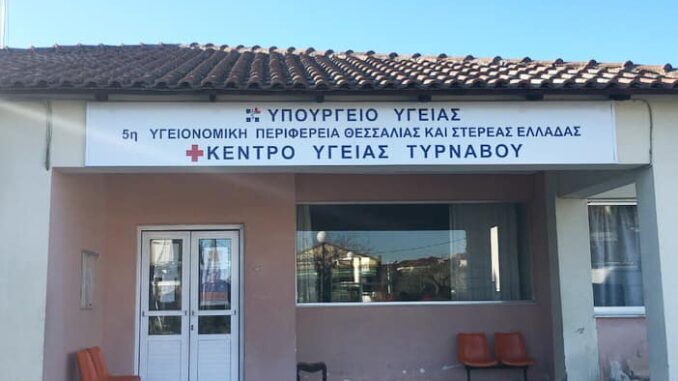 ΥΠΟΥΡΓΕΙΟ ΥΓΕΙΑΣ
5η ΥΓΕΙΟΝΟΜΙΚΗ ΠΕΡΙΦΕΡΕΙΑ ΘΕΣΣΑΛΙΑΣ ΚΑΙ ΣΤΕΡΕΑΣ ΕΛΛΑΔΑΣ
ΚΕΝΤΡΟ ΥΓΕΙΑΣ ΤΥΡΝΑΒΟΥ